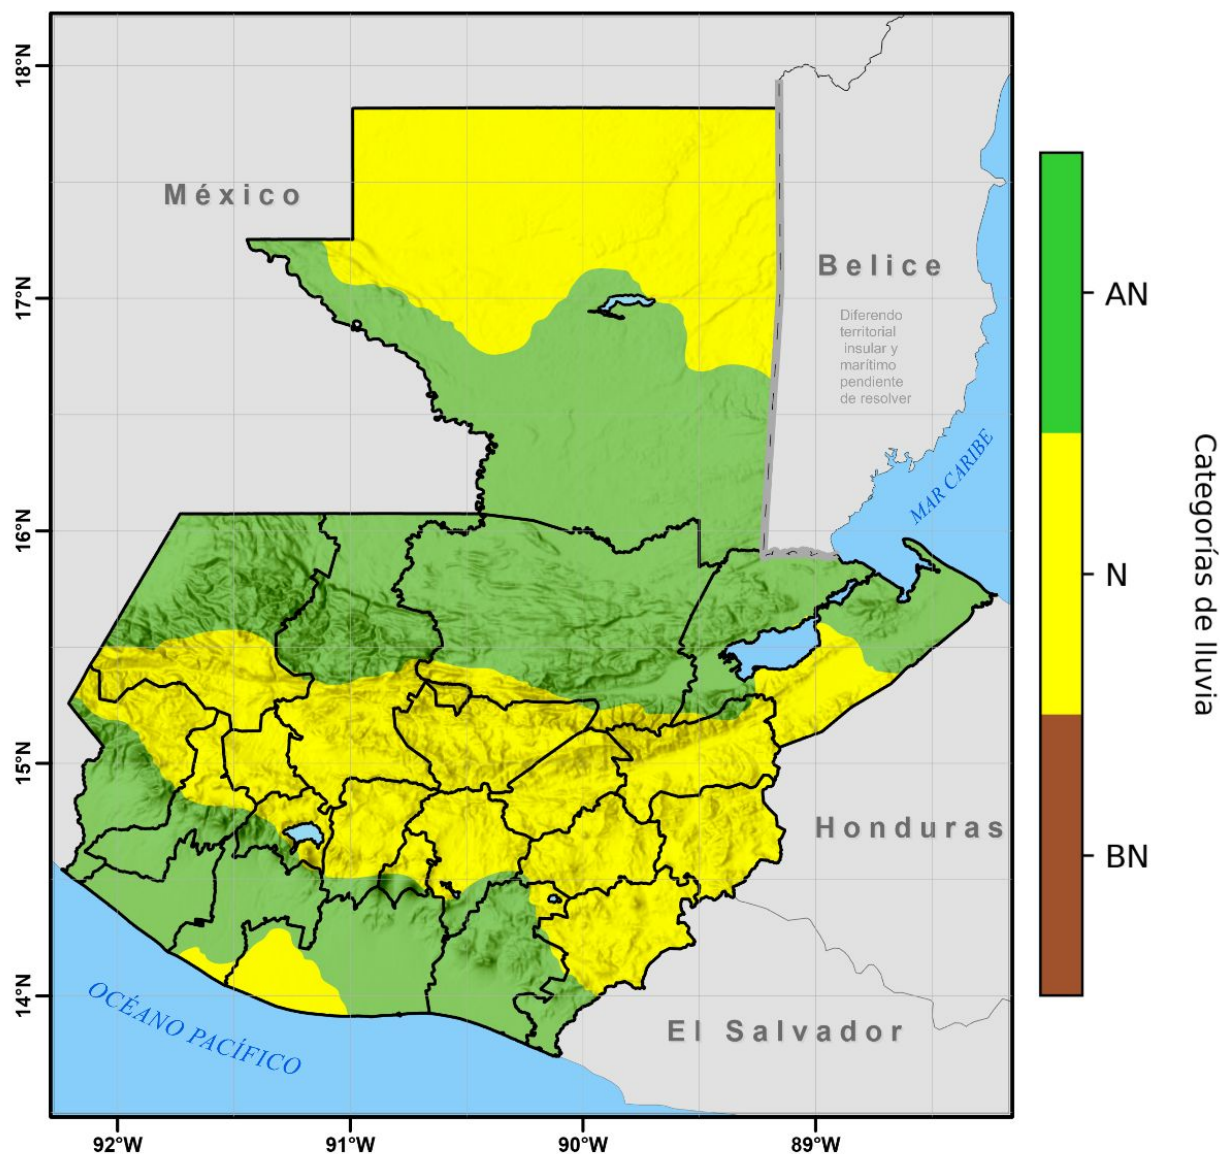 18°N
17°N
16°N
15°N
14°N
92°W
91°W
90°W
89°W
México
Belice
Diferendo
territorial
insular y
marítimo
pendiente
de resolver
MAR CARIBE
Honduras
El Salvador
OCÉANO PACÍFICO
AN
N
BN
Categorías de lluvia